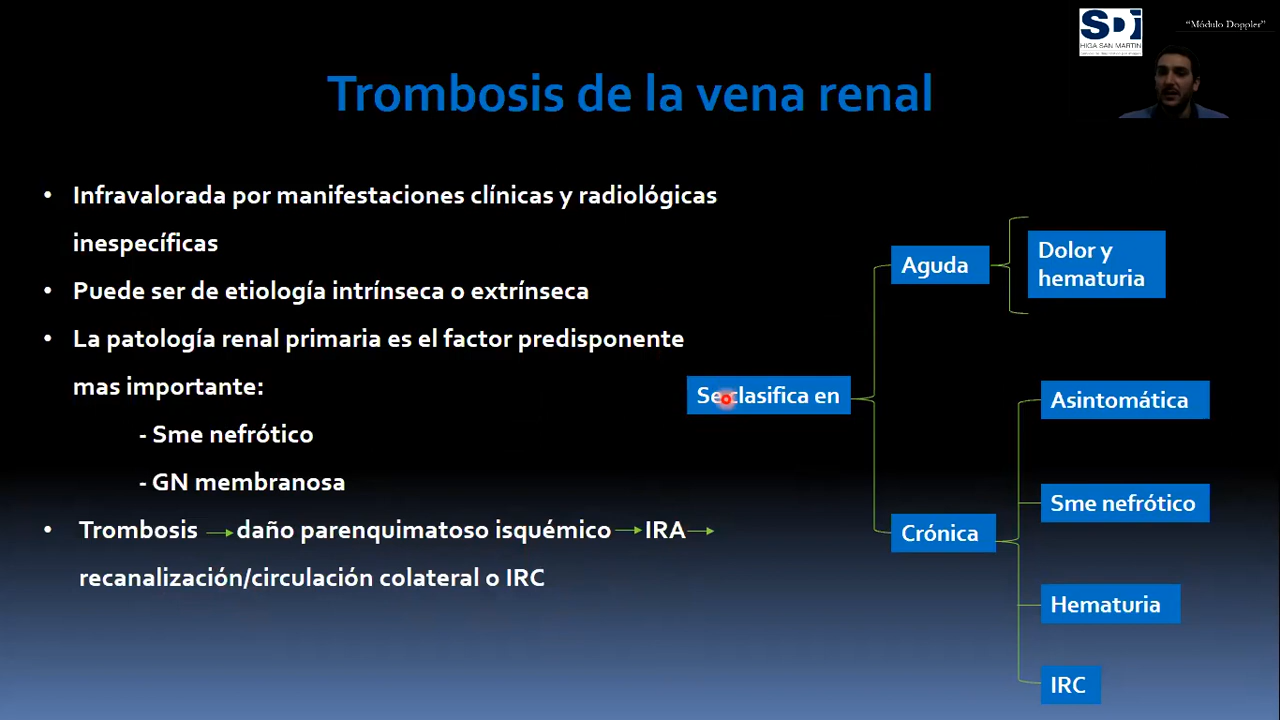 SDI
HIGA SAN MARTIN
“Módulo Doppler”
Trombosis de la vena renal
• Infravalorada por manifestaciones clínicas y radiológicas
inespecíficas
• Puede ser de etiología intrínseca o extrínseca
• La patología renal primaria es el factor predisponente
mas importante:
- Sme nefrótico
- GN membranosa
• Trombosis → daño parenquimatoso isquémico → IRA →
recanalización/circulación colateral o IRC
Se clasifica en
Aguda
Dolor y
hematuria
Crónica
Asintomática
Sme nefrótico
Hematuria
IRC